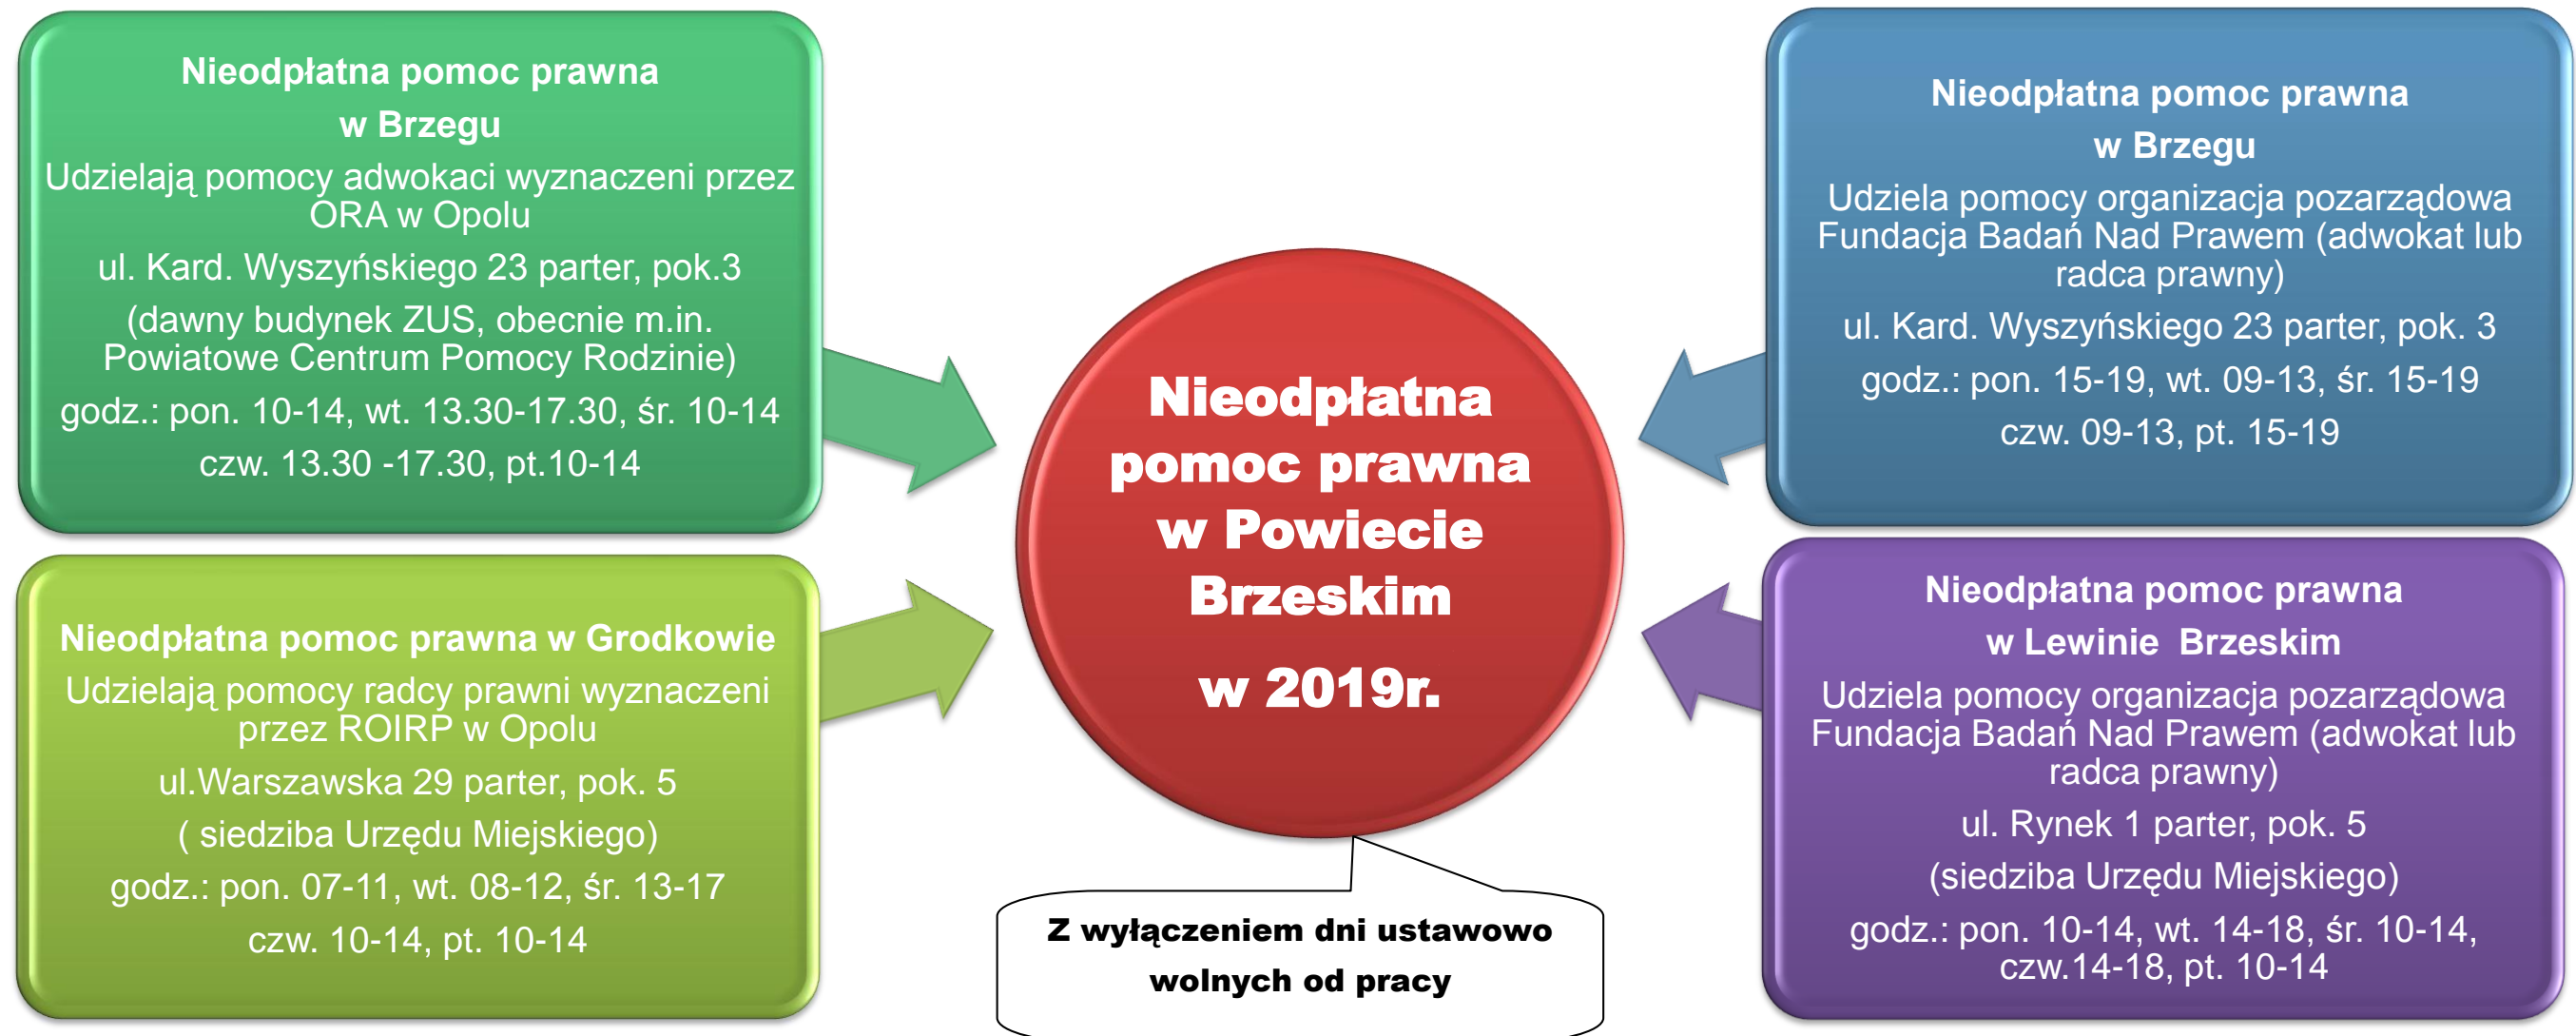 Nieodpłatna pomoc prawna
w Brzegu
Udzielają pomocy adwokaci wyznaczeni przez
ORA w Opolu
ul. Kard. Wyszyńskiego 23 parter, pok.3
(dawny budynek ZUS, obecnie m.in.
Powiatowe Centrum Pomocy Rodzinie)
godz.: pon. 10-14, wt. 13.30-17.30, śr. 10-14
czw. 13.30 -17.30, pt.10-14
Nieodpłatna pomoc prawna w Grodkowie
Udzielają pomocy radcy prawni wyznaczeni
przez ROIRP w Opolu
ul.Warszawska 29 parter, pok. 5
( siedziba Urzędu Miejskiego)
godz.: pon. 07-11, wt. 08-12, śr. 13-17
czw. 10-14, pt. 10-14
Nieodpłatna
pomoc prawna
w Powiecie
Brzeskim
w 2019r.
Z wyłączeniem dni ustawowo
wolnych od pracy
Nieodpłatna pomoc prawna
w Brzegu
Udziela pomocy organizacja pozarządowa
Fundacja Badań Nad Prawem (adwokat lub
radca prawny)
ul. Kard. Wyszyńskiego 23 parter, pok. 3
godz.: pon. 15-19, wt. 09-13, śr. 15-19
czw. 09-13, pt. 15-19
Nieodpłatna pomoc prawna
w Lewinie  Brzeskim
Udziela pomocy organizacja pozarządowa
Fundacja Badań Nad Prawem (adwokat lub
radca prawny)
ul. Rynek 1 parter, pok. 5
(siedziba Urzędu Miejskiego)
godz.: pon. 10-14, wt. 14-18, śr. 10-14,
czw.14-18, pt. 10-14